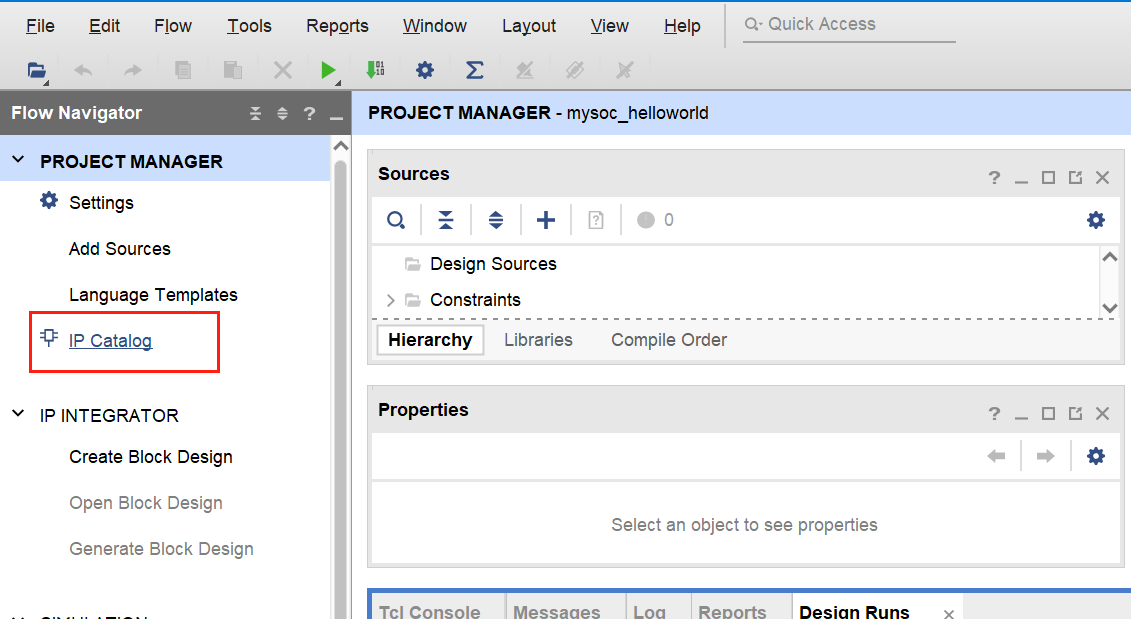 File Edit Flow Tools Reports Window Layout View Help Quick Access
Flow Navigator
PROJECT MANAGER - mysoc_helloworld
PROJECT MANAGER
Settings
Add Sources
Language Templates
IP Catalog
IP INTEGRATOR
Create Block Design
Open Block Design
Generate Block Design
SIMULATION
Sources
0
Design Sources
Constraints
Hierarchy Libraries Compile Order
Properties
Select an object to see properties
Tcl Console Messages Log Reports Design Runs